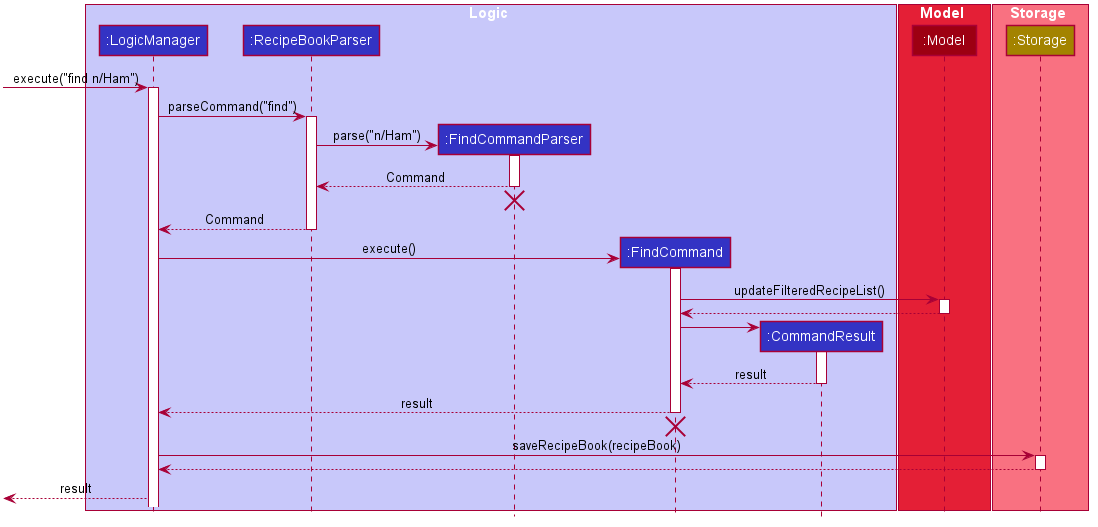 Logic
Model
Storage
:LogicManager
:RecipeBookParser
:Model
:Storage
execute("find n/Ham")
parseCommand("find")
parse("n/Ham")
:FindCommandParser
Command
Command
execute()
:FindCommand
updateFilteredRecipeList()
:CommandResult
result
result
saveRecipeBook(recipeBook)
result